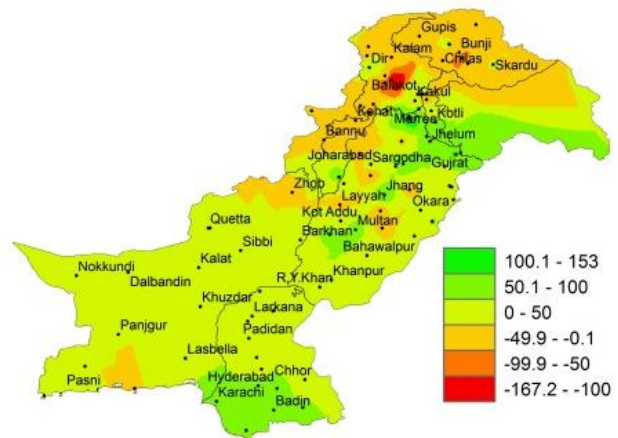 Gupis
Bunji
Kalam
Dir
Chilas
Skardu
Balakot
Kakul
Kohat
Murree
Kotli
Bannu
Jhelum
Joharabad
Sargodha
Gujrat
Zhob
Jhang
Layyah
Okara
Kot Addu
Quetta
Multan
Barkhan
Sibbi
Bahawalpur
Nokkundi
Kalat
Dalbandin
R.Y.Khan
Khanpur
Khuzdar
Larkana
Panjgur
Padidan
Lasbella
Pasni
Chhor
Hyderabad
Karachi
Badin
100.1 - 153
50.1 - 100
0 - 50
-49.9 - -0.1
-99.9 - -50
-167.2 - -100